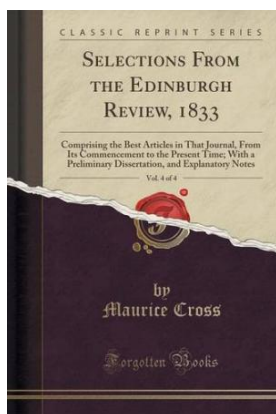 CLASSIC REPRINT SERIES
SELECTIONS FROM
THE EDINBURGH
REVIEW, 1833
Comprising the Best Articles in That Journal, From
Its Commencement to the Present Time; With a
Preliminary Dissertation, and Explanatory Notes
Vol. 4 of 4
by
Maurice Cross
Forgotten Books